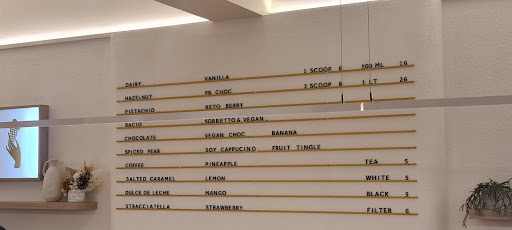 DAIRY VANILLA 1 SCOOP 6 500 ML 16
HAZELNUT PB CHOC 2 SCOOP 8 1 LT 26
PISTACHIO KETO BERRY
BACIO SORBETTO & VEGAN
CHOCOLATE VEGAN CHOC BANANA
SPICED PEAR SOY CAPPUCINO FRUIT TINGLE
COFFEE PINEAPPLE TEA 5
SALTED CARAMEL LEMON WHITE 5
DULCE DE LECHE MANGO BLACK 5
STRACCIATELLA STRAWBERRY FILTER 6